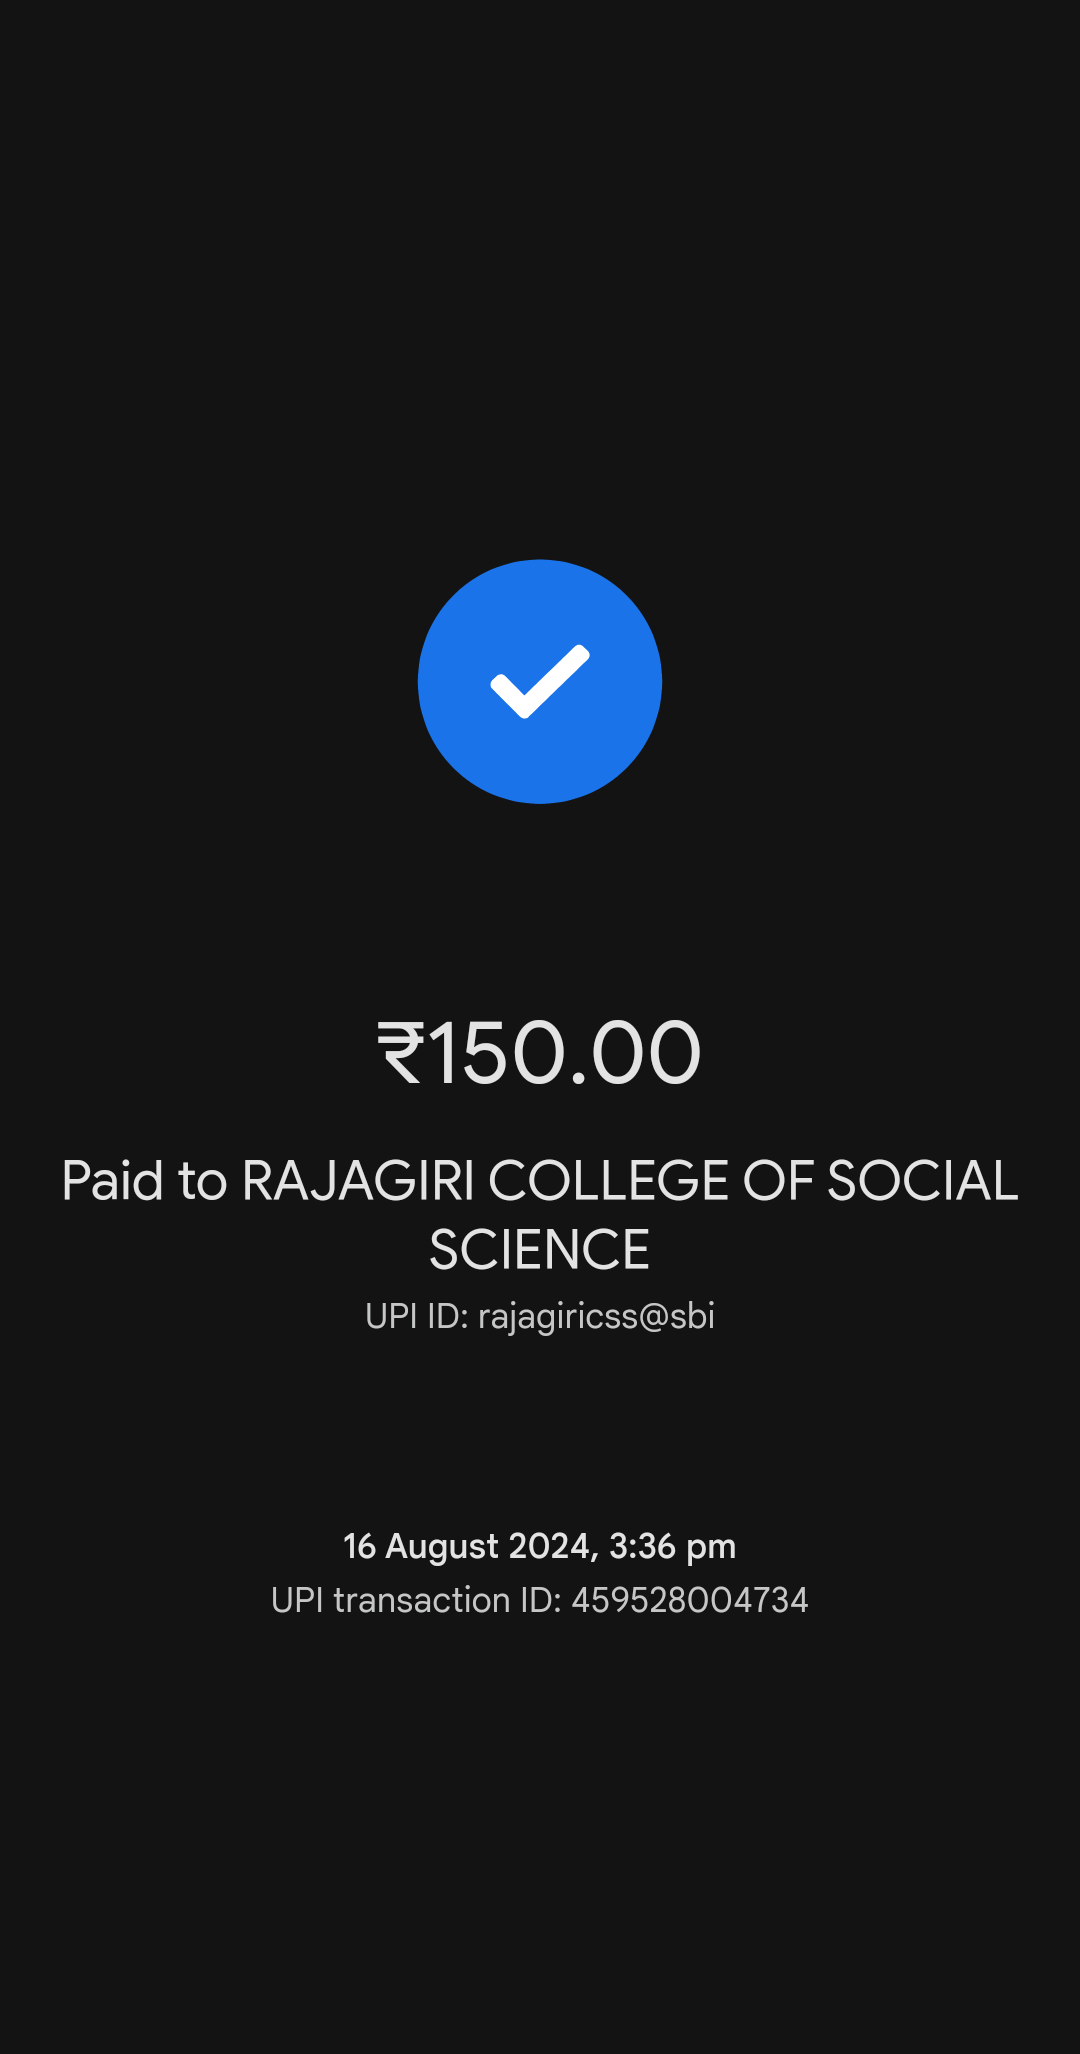 ₹150.00
Paid to RAJAGIRI COLLEGE OF SOCIAL
SCIENCE
UPI ID: rajagiricss@sbi
16 August 2024, 3:36 pm
UPI transaction ID: 459528004734